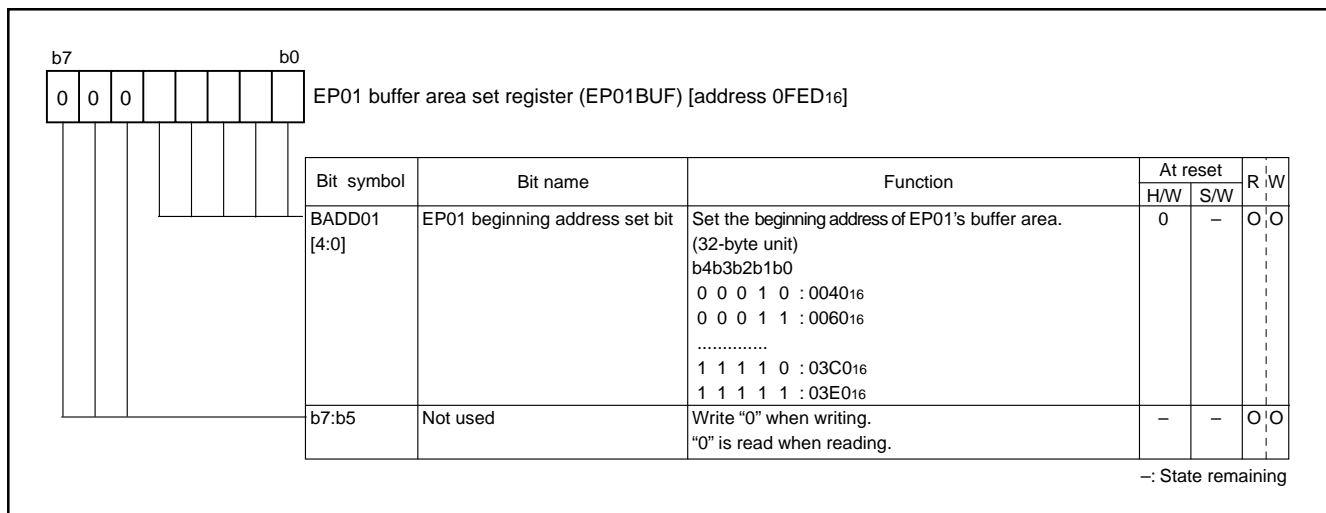 b7 b0
0 0 0 EP01 buffer area set register (EP01BUF) [address 0FED16]
Bit symbol Bit name Function At reset R W
H/W S/W
BADD01 EP01 beginning address set bit Set the beginning address of EP01's buffer area. 0 – O O
[4:0] (32-byte unit)
b4b3b2b1b0
0 0 0 1 0 : 004016
0 0 0 1 1 : 006016
..............
1 1 1 1 0 : 03C016
1 1 1 1 1 : 03E016
b7:b5 Not used Write “0” when writing. – – O O
“0” is read when reading.
–: State remaining